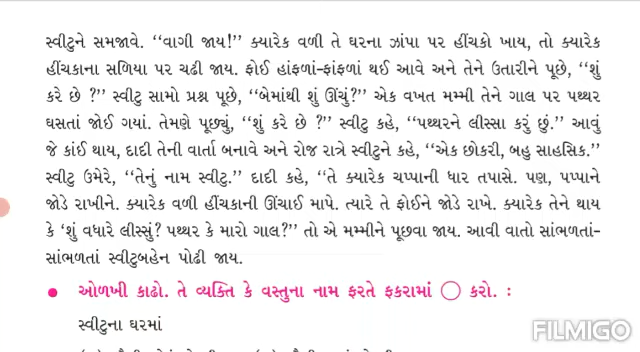 સ્વીટુને સમજાવે. “વાગી જાય!” ક્યારેક વળી તે ઘરના ઝાંપા પર હીંચકો ખાય, તો ક્યારેક
હીંચકાના સળિયા પર ચઢી જાય. ફોઈ હાંફળાં-ફાંફળાં થઈ આવે અને તેને ઉતારીને પૂછે, “શું
કરે છે ?” સ્વીટુ સામો પ્રશ્ન પૂછે, “બેમાંથી શું ઊંચું?” એક વખત મમ્મી તેને ગાલ પર પથ્થર
ઘસતાં જોઈ ગયાં. તેમણે પૂછ્યું, “શું કરે છે ?” સ્વીટુ કહે, “પથ્થરને લીસ્સા કરું છું.” આવું
જે કાંઈ થાય, દાદી તેની વાર્તા બનાવે અને રોજ રાત્રે સ્વીટુને કહે, “એક છોકરી, બહુ સાહસિક.”
સ્વીટુ ઉમેરે, “તેનું નામ સ્વીટુ.” દાદી કહે, “તે ક્યારેક ચપ્પાની ધાર તપાસે. પણ, પપ્પાને
જોડે રાખીને. ક્યારેક વળી હીંચકાની ઊંચાઈ માપે. ત્યારે તે ફોઈને જોડે રાખે. ક્યારેક તેને થાય
કે ‘શું વધારે લીસ્સું? પથ્થર કે મારો ગાલ?” તો એ મમ્મીને પૂછવા જાય. આવી વાતો સાંભળતાં-
સાંભળતાં સ્વીટુબહેન પોઢી જાય.
• ઓળખી કાઢો. તે વ્યક્તિ કે વસ્તુના નામ ફરતે ફકરામાં ◯ કરો. :
સ્વીટુના ઘરમાં
FILMIGO